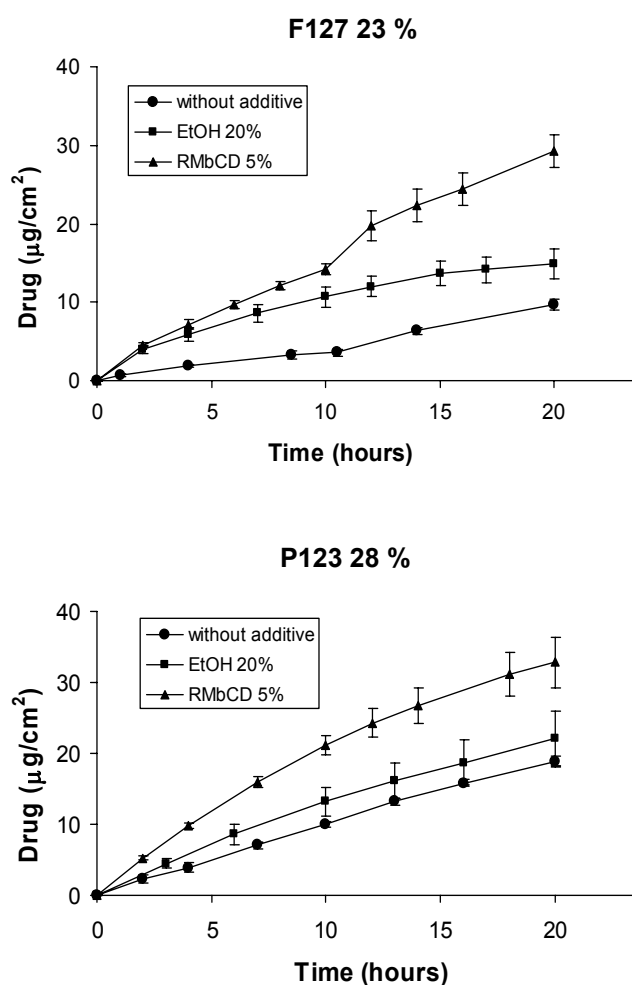 F127 23 %
40
30
20
10
0
without additive
EtOH 20%
RMbCD 5%
Drug (μg/cm²)
0 5 10 15 20
Time (hours)
P123 28 %
40
30
20
10
0
without additive
EtOH 20%
RMbCD 5%
Drug (μg/cm²)
0 5 10 15 20
Time (hours)